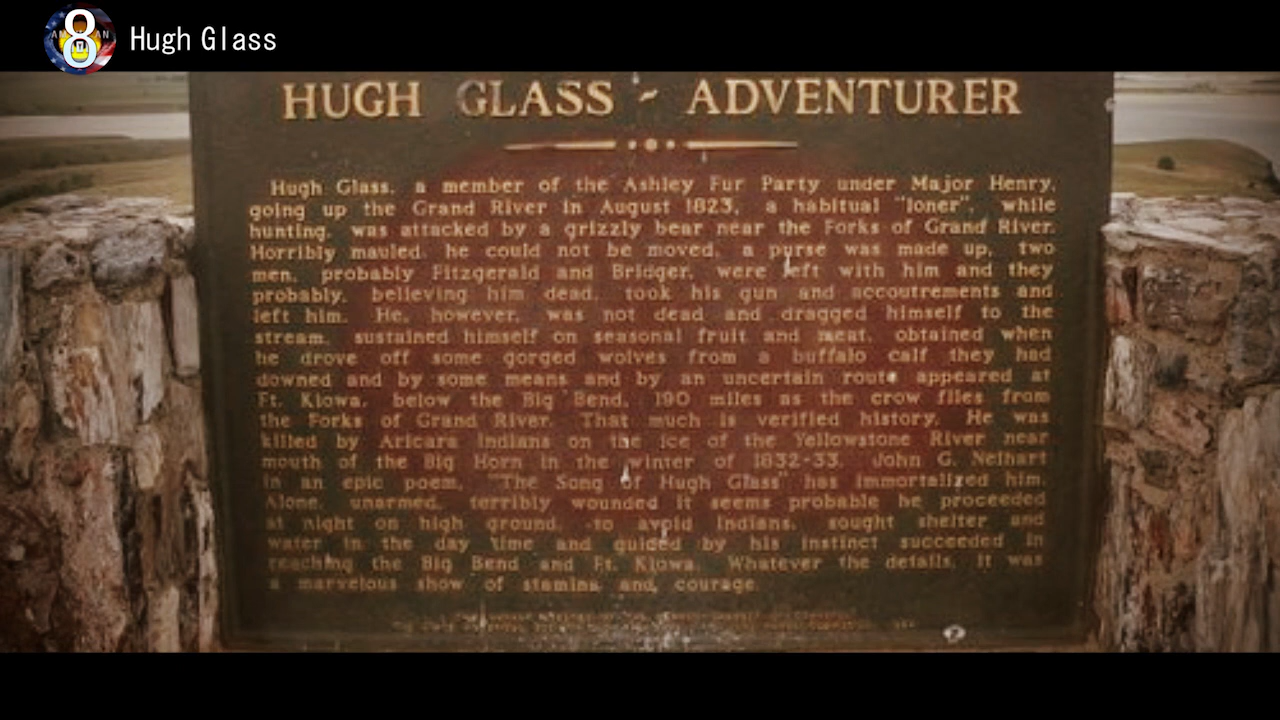 8
Hugh Glass
HUGH GLASS - ADVENTURER
Hugh Glass, a member of the Ashley Fur Party under Major Henry,
going up the Grand River in August 1823, a habitual "loner", while
hunting, was attacked by a grizzly bear near the Forks of Grand River.
Horribly mauled, he could not be moved, a purse was made up, two
men, probably Fitzgerald and Bridger, were left with him and they
probably, believing him dead, took his gun and accoutrements and
left him. He, however, was not dead and dragged himself to the
stream, sustained himself on seasonal fruit and meat, obtained when
he drove off some gorged wolves from a buffalo calf they had
downed and by some means and by an uncertain route appeared at
Ft. Kiowa, below the Big Bend, 190 miles as the crow flies from
the Forks of Grand River. That much is verified history. He was
killed by Aricara Indians on the ice of the Yellowstone River near
mouth of the Big Horn in the winter of 1832-33. John G. Neihart
in an epic poem, "The Song of Hugh Glass" has immortalized him.
Alone, unarmed, terribly wounded it seems probable he proceeded
at night on high ground, to avoid Indians, sought shelter and
water in the day time and guided by his instinct succeeded in
reaching the Big Bend and Ft. Kiowa. Whatever the details, it was
a marvelous show of stamina and courage.